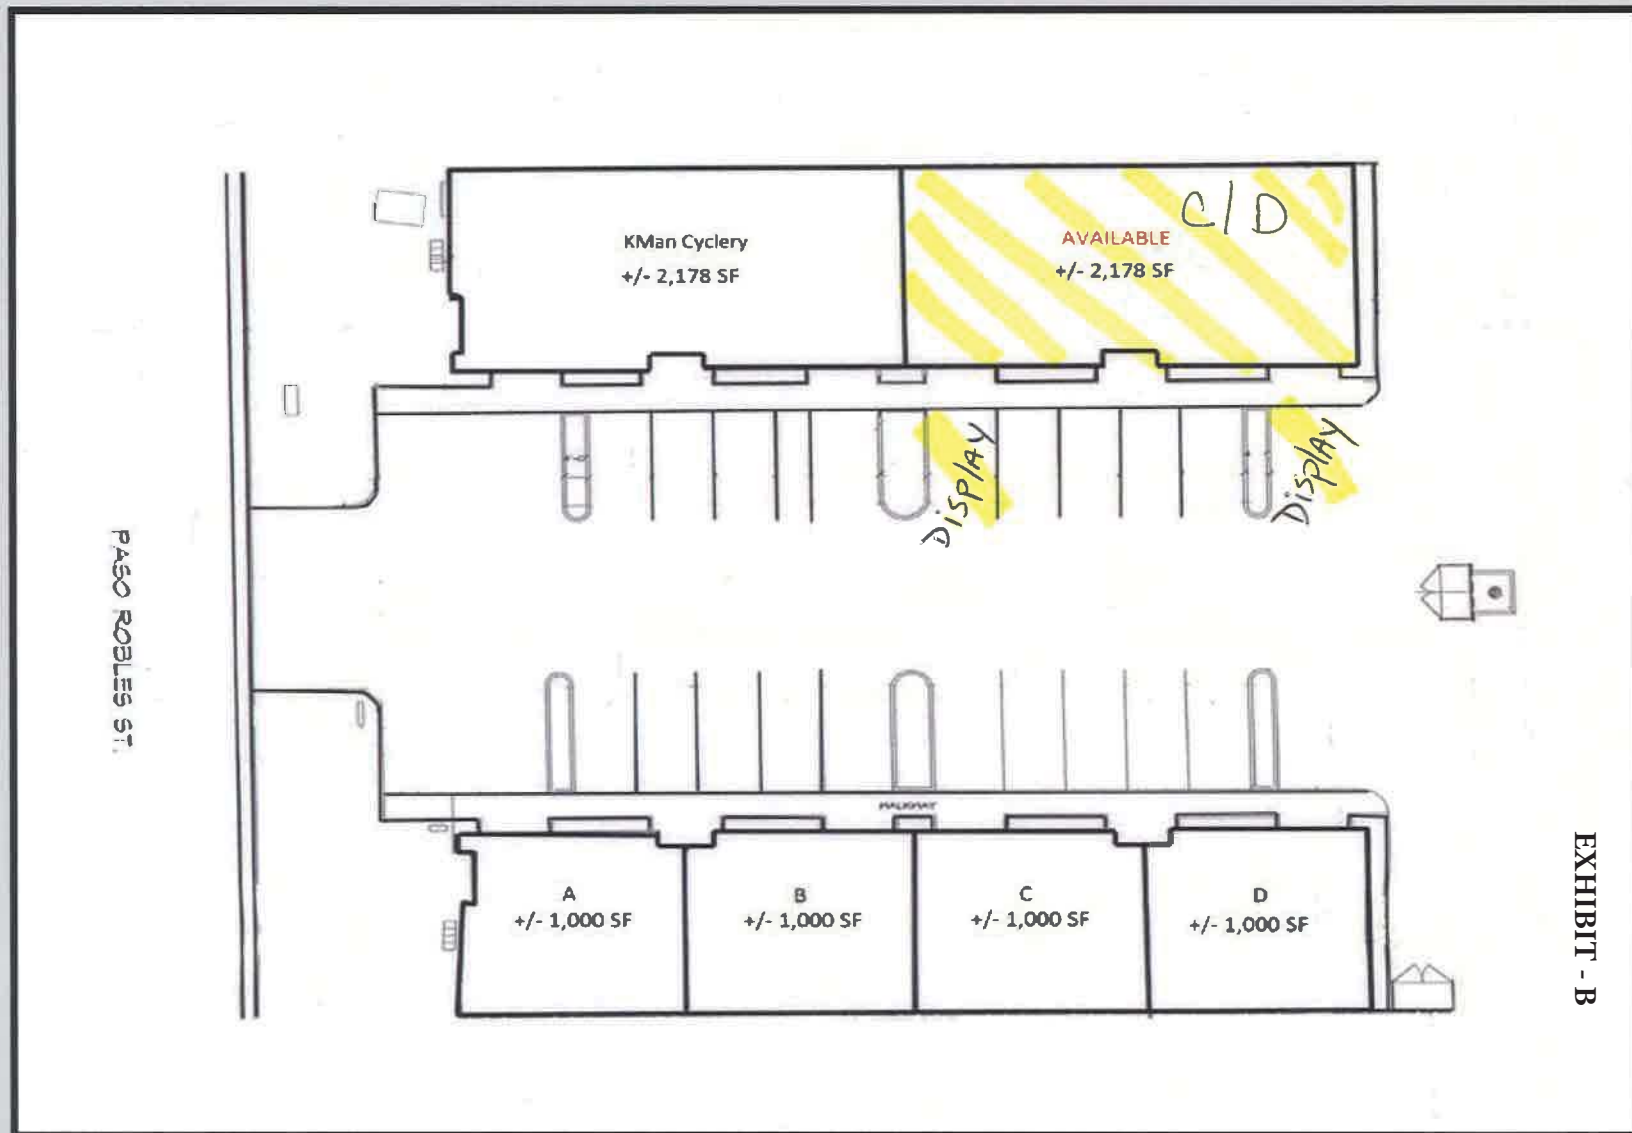 KMan Cyclery
+/- 2,178 SF
C/D
AVAILABLE
+/- 2,178 SF
Display
Display
PASO ROBLES ST.
WALKWAY
A
+/- 1,000 SF
B
+/- 1,000 SF
C
+/- 1,000 SF
D
+/- 1,000 SF
EXHIBIT - B